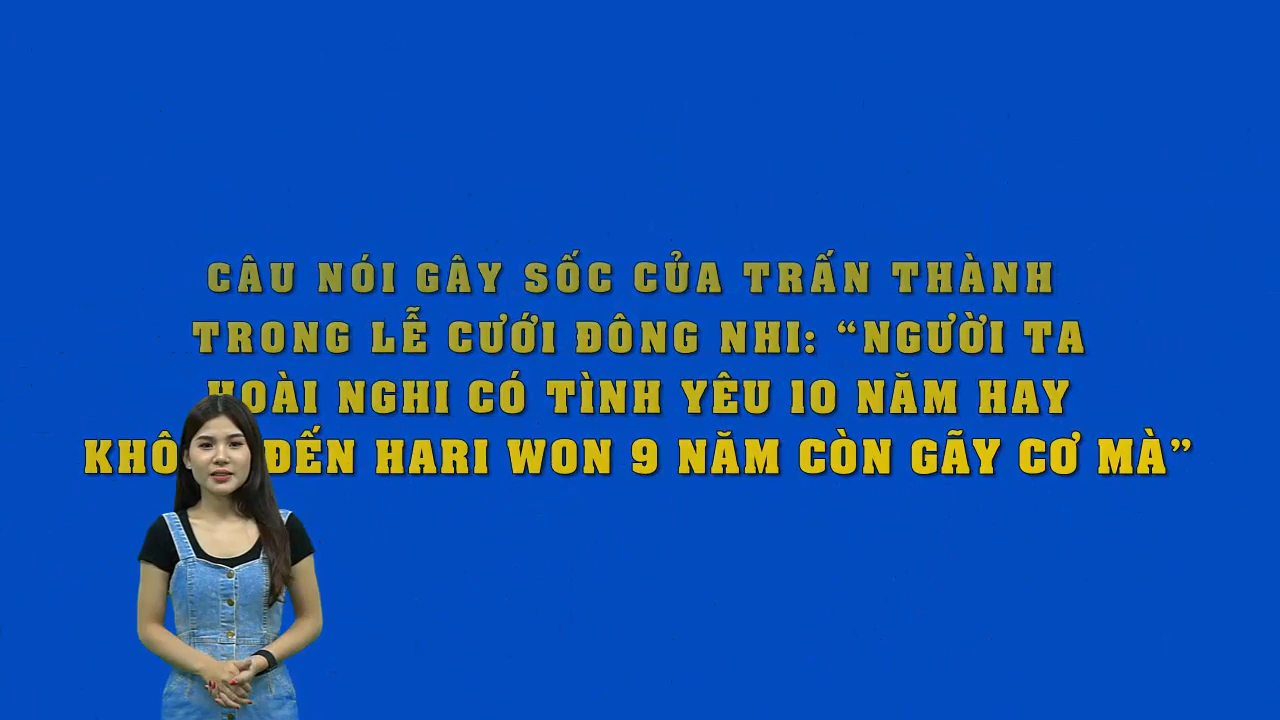 CÂU NÓI GÂY SỐC CỦA TRẤN THÀNH
TRONG LỄ CƯỚI ĐÔNG NHI: “NGƯỜI TA
HOÀI NGHI CÓ TÌNH YÊU 10 NĂM HAY
ĐẾN HARI WON 9 NĂM CÒN GÃY CƠ MÀ”